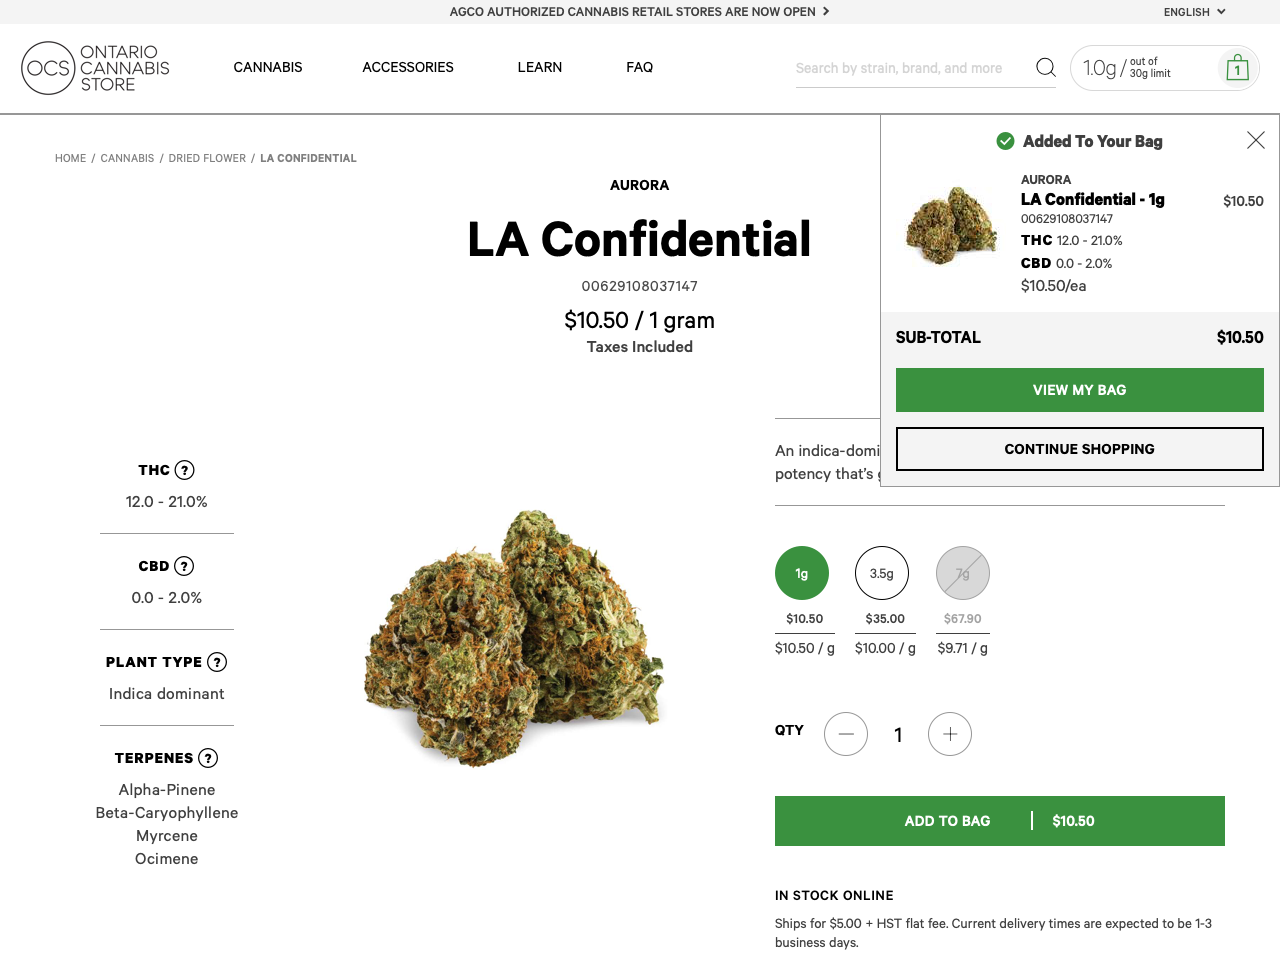 AGCO AUTHORIZED CANNABIS RETAIL STORES ARE NOW OPEN
ENGLISH
OCS
ONTARIO
CANNABIS
STORE
CANNABIS
ACCESSORIES
LEARN
FAQ
Search by strain, brand, and more
1.0g / out of
30g limit
1
HOME / CANNABIS / DRIED FLOWER / LA CONFIDENTIAL
AURORA
LA Confidential
00629108037147
$10.50 / 1 gram
Taxes Included
Added To Your Bag
AURORA
LA Confidential - 1g
$10.50
00629108037147
THC 12.0 - 21.0%
CBD 0.0 - 2.0%
$10.50/ea
SUB-TOTAL $10.50
VIEW MY BAG
CONTINUE SHOPPING
THC ?
12.0 - 21.0%
CBD ?
0.0 - 2.0%
PLANT TYPE ?
Indica dominant
TERPENES ?
Alpha-Pinene
Beta-Caryophyllene
Myrcene
Ocimene
An indica-domi
potency that's
1g 3.5g 7g
$10.50 $35.00 $67.90
$10.50 / g $10.00 / g $9.71 / g
QTY 1
ADD TO BAG | $10.50
IN STOCK ONLINE
Ships for $5.00 + HST flat fee. Current delivery times are expected to be 1-3
business days.